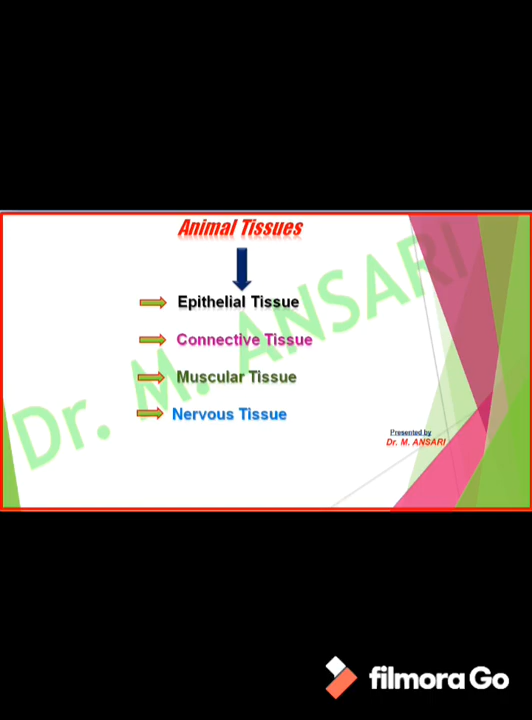 Animal Tissues
Epithelial Tissue
Connective Tissue
Muscular Tissue
Nervous Tissue
Dr. M. ANSARI
Presented by
Dr. M. ANSARI
filmora Go